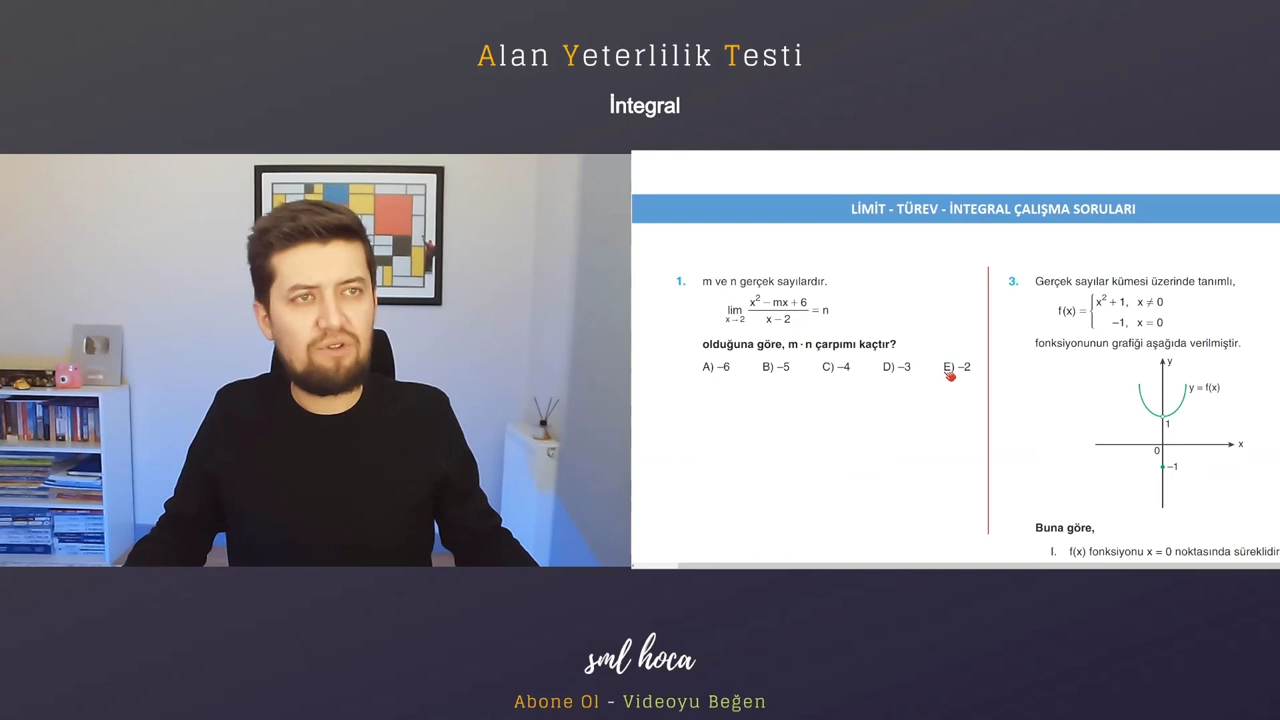 Alan Yeterlilik Testi
İntegral
LİMİT - TÜREV - İNTEGRAL ÇALIŞMA SORULARI
1. m ve n gerçek sayılardır.
lim x→2 (x² – mx + 6)/(x – 2) = n
olduğuna göre, m · n çarpımı kaçtır?
A) –6 B) –5 C) –4 D) –3 E) –2
3. Gerçek sayılar kümesi üzerinde tanımlı,
f(x) = { x² + 1, x ≠ 0
–1, x = 0
fonksiyonunun grafiği aşağıda verilmiştir.
y
y = f(x)
1
0 x
–1
Buna göre,
I. f(x) fonksiyonu x = 0 noktasında süreklidir
sml hoca
Abone Ol - Videoyu Beğen